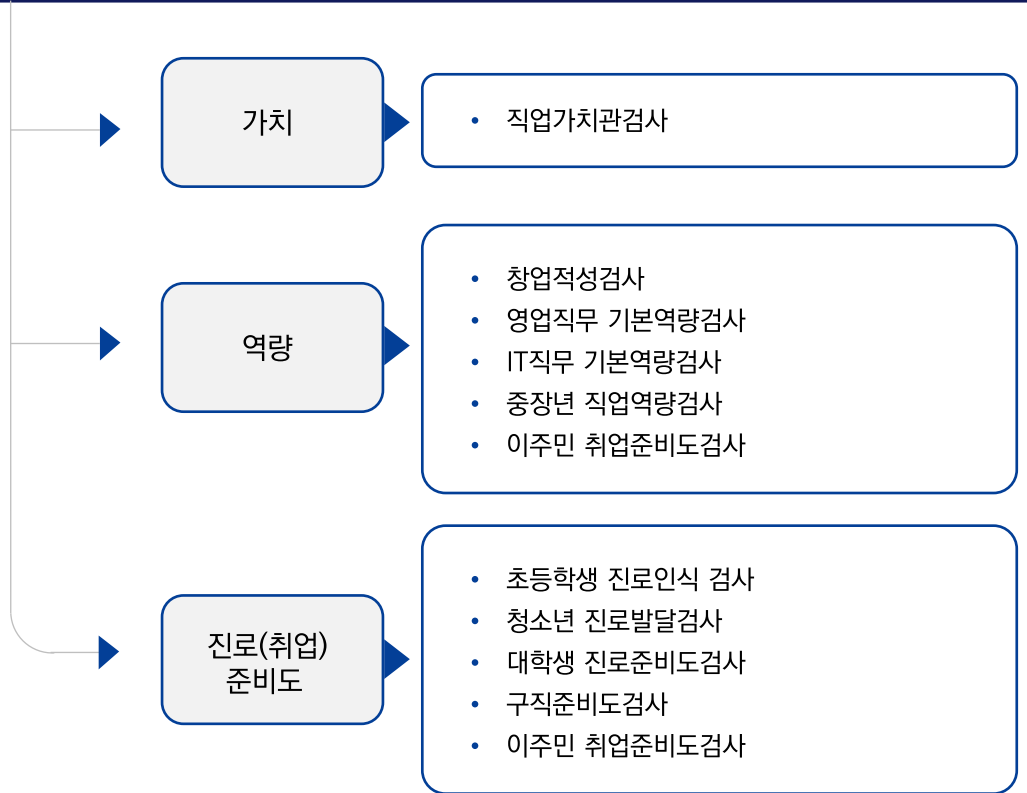 가치
• 직업가치관검사
역량
• 창업적성검사
• 영업직무 기본역량검사
• IT직무 기본역량검사
• 중장년 직업역량검사
• 이주민 취업준비도검사
진로(취업)
준비도
• 초등학생 진로인식 검사
• 청소년 진로발달검사
• 대학생 진로준비도검사
• 구직준비도검사
• 이주민 취업준비도검사